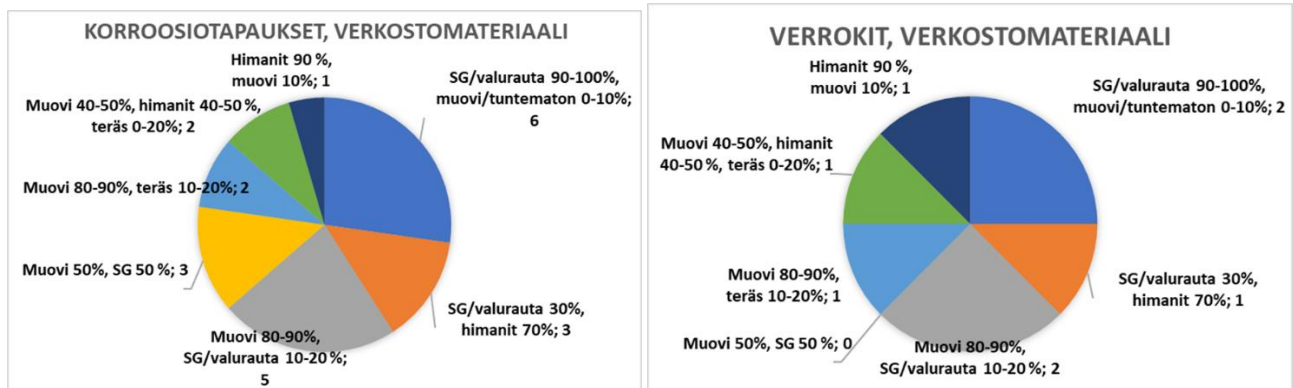 KORROOSIOTAPAUKSET, VERKOSTOMATERIAALI
Himanit 90 %,
muovi 10%; 1
SG/valurauta 90-100%,
muovi/tuntematon 0-10%;
6
Muovi 40-50%, himanit 40-50 %,
teräs 0-20%; 2
Muovi 80-90%, teräs 10-20%; 2
Muovi 50%, SG 50 %; 3
SG/valurauta 30%,
himanit 70%; 3
Muovi 80-90%,
SG/valurauta 10-20 %;
5
VERROKIT, VERKOSTOMATERIAALI
Himanit 90 %,
muovi 10%; 1
SG/valurauta 90-100%,
muovi/tuntematon 0-10%; 2
Muovi 40-50%, himanit
40-50 %, teräs 0-20%; 1
Muovi 80-90%,
teräs 10-20%; 1
SG/valurauta 30%,
himanit 70%; 1
Muovi 50%, SG 50 %; 0
Muovi 80-90%,
SG/valurauta 10-20%; 2